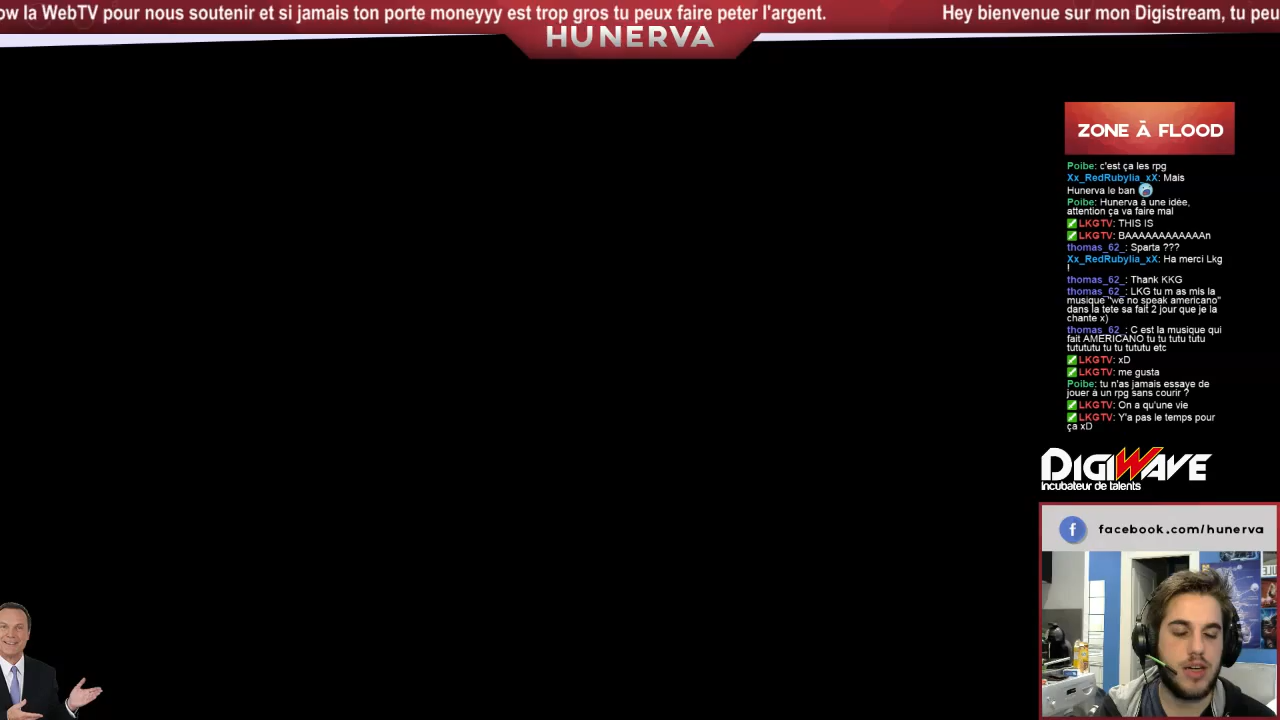 ow la WebTV pour nous soutenir et si jamais ton porte moneyyy est trop gros tu peux faire peter l'argent.
Hey bienvenue sur mon Digistream, tu peu
HUNERVA
ZONE À FLOOD
Poibe: c'est ça les rpg
Xx_RedRubylia_xX: Mais
Hunerva le ban
Poibe: Hunerva à une idée,
attention ça va faire mal
LKGTV: THIS IS
LKGTV: BAAAAAAAAAAAAn
thomas_62_: Sparta ???
Xx_RedRubylia_xX: Ha merci Lkg
!
thomas_62_: Thank KKG
thomas_62_: LKG tu m as mis la
musique "we no speak americano"
dans la tete sa fait 2 jour que je la
chante x)
thomas_62_: C est la musique qui
fait AMERICANO tu tu tutu tutu
tutututu tu tu tututu etc
LKGTV: xD
LKGTV: me gusta
Poibe: tu n'as jamais essaye de
jouer à un rpg sans courir ?
LKGTV: On a qu'une vie
LKGTV: Y'a pas le temps pour
ça xD
DIGIWAVE
incubateur de talents
facebook.com/hunerva